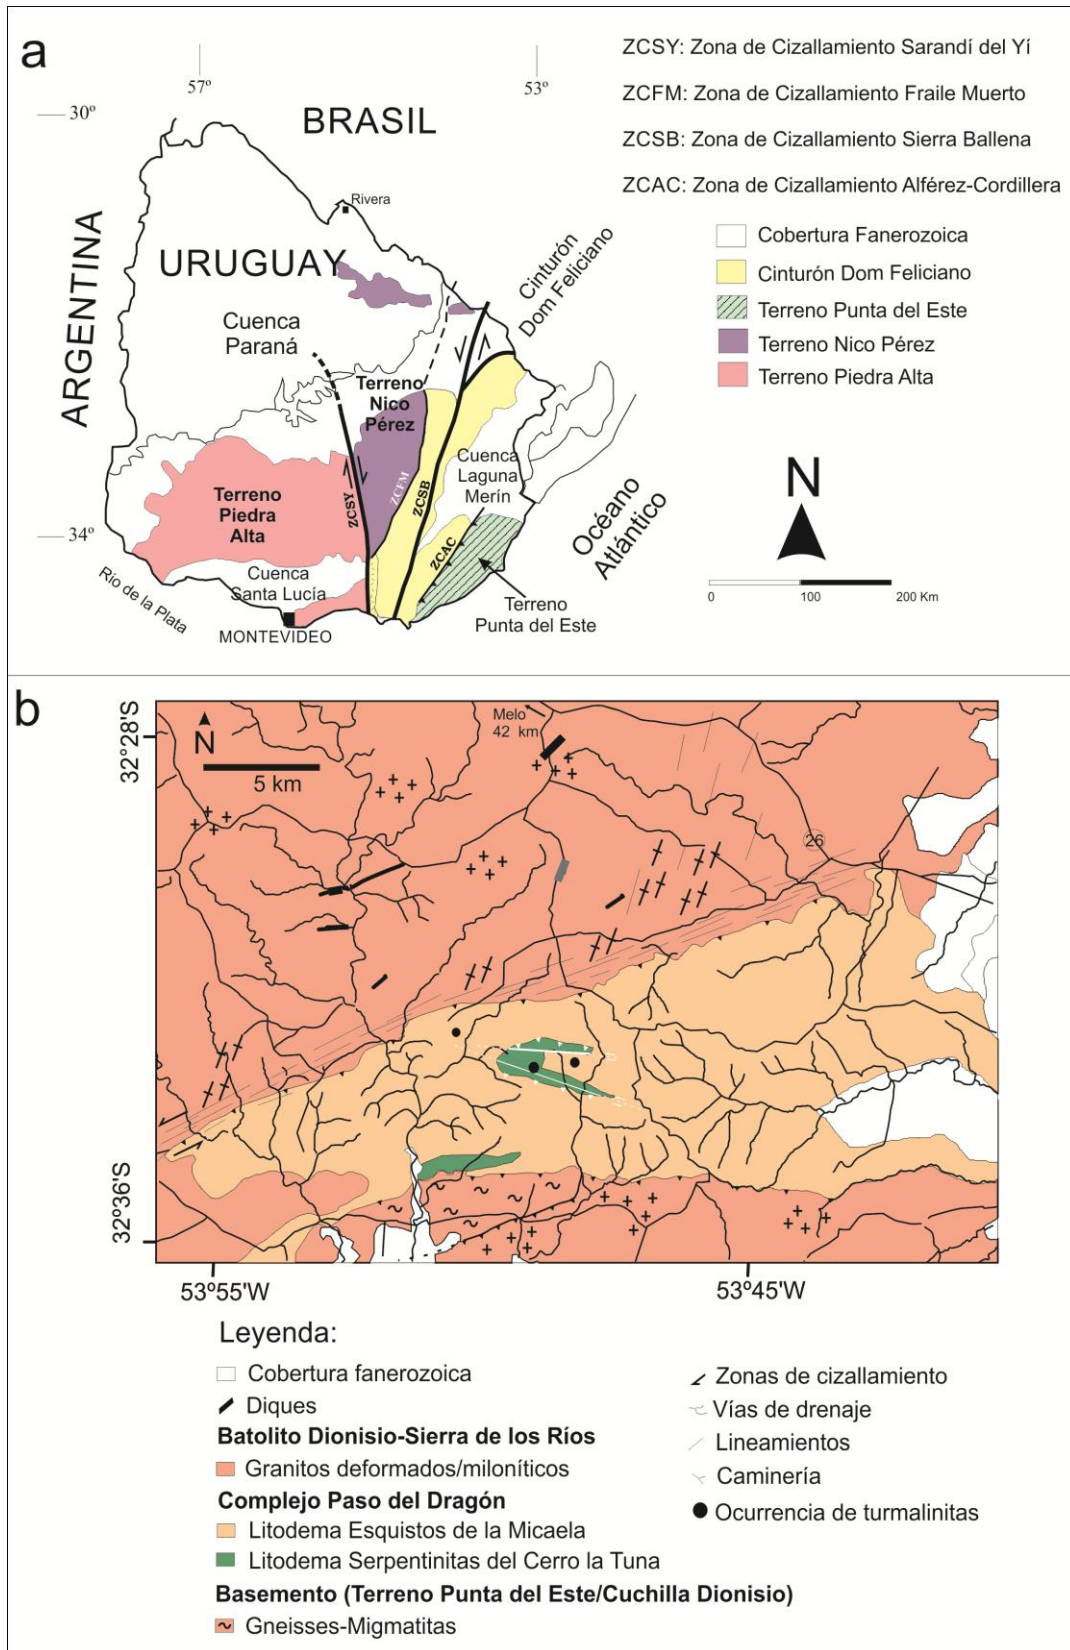 a
57º
53º
30º
BRASIL
Rivera
ARGENTINA
URUGUAY
Cinturón
Dom Feliciano
Cuenca
Paraná
Terreno
Nico
Pérez
Cuenca
Laguna
Merín
ZCSY
ZCFM
ZCSB
ZCAC
Terreno
Piedra
Alta
34º
Océano
Atlántico
Río de la Plata
Cuenca
Santa Lucía
MONTEVIDEO
Terreno
Punta del Este
ZCSY: Zona de Cizallamiento Sarandí del Yí
ZCFM: Zona de Cizallamiento Fraile Muerto
ZCSB: Zona de Cizallamiento Sierra Ballena
ZCAC: Zona de Cizallamiento Alférez-Cordillera
Cobertura Fanerozoica
Cinturón Dom Feliciano
Terreno Punta del Este
Terreno Nico Pérez
Terreno Piedra Alta
N
0 100 200 Km
b
32°28'S
N
5 km
Melo
42 km
26
32°36'S
53º55'W
53º45'W
Leyenda:
Cobertura fanerozoica
Diques
Batolito Dionisio-Sierra de los Ríos
Granitos deformados/miloníticos
Complejo Paso del Dragón
Litodema Esquistos de la Micaela
Litodema Serpentinitas del Cerro la Tuna
Basemento (Terreno Punta del Este/Cuchilla Dionisio)
Gneisses-Migmatitas
Zonas de cizallamiento
Vías de drenaje
Lineamientos
Caminería
Ocurrencia de turmalinitas